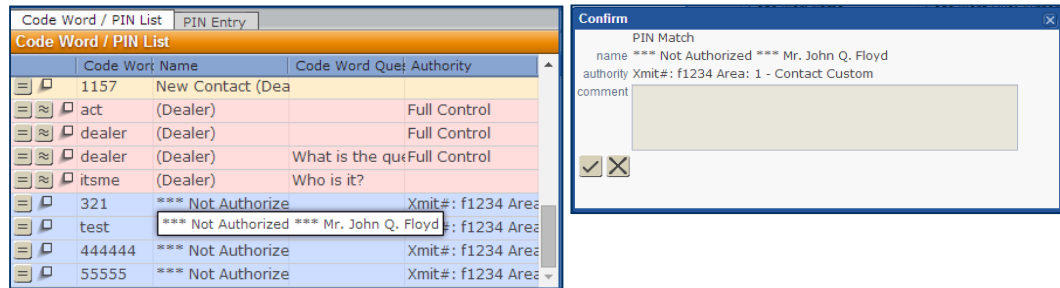 Code Word / PIN List PIN Entry
Code Word / PIN List
Code Word Name Code Word Ques Authority
1157 New Contact (Dea
act (Dealer) Full Control
dealer (Dealer) Full Control
dealer (Dealer) What is the que Full Control
itsme (Dealer) Who is it?
321 *** Not Authorize Xmit#: f1234 Area
test *** Not Authorized *** Mr. John Q. Floyd #: f1234 Area
444444 *** Not Authorize Xmit#: f1234 Area
55555 *** Not Authorize Xmit#: f1234 Area
Confirm
PIN Match
name *** Not Authorized *** Mr. John Q. Floyd
authority Xmit#: f1234 Area: 1 - Contact Custom
comment